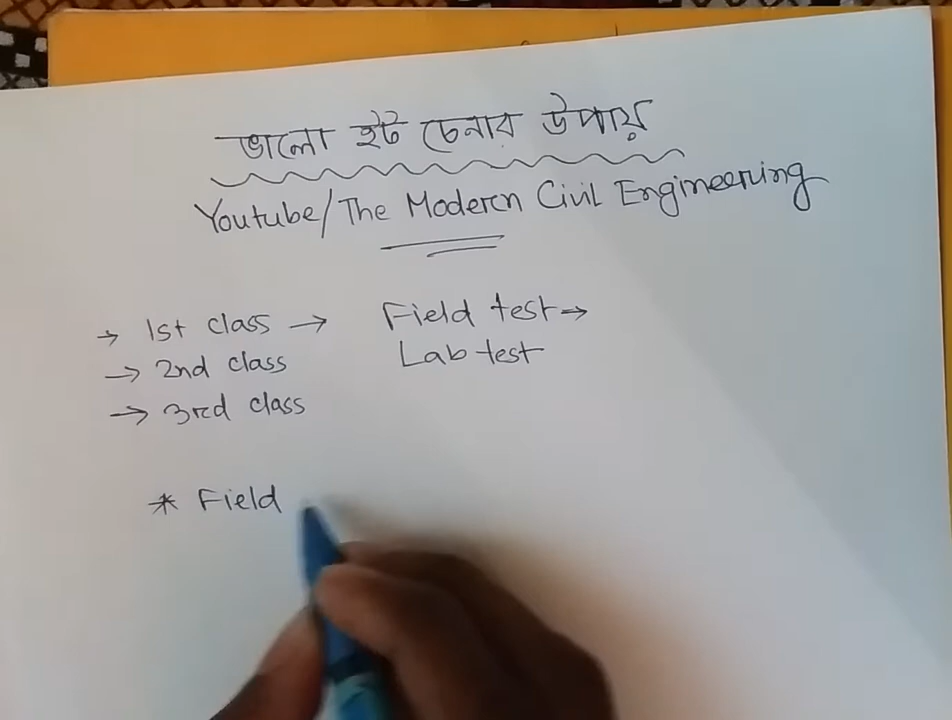 ভালো ইট চেনার উপায়
Youtube/The Modern Civil Engineering
→ 1st class → Field test →
→ 2nd class Lab test
→ 3rd class
* Field